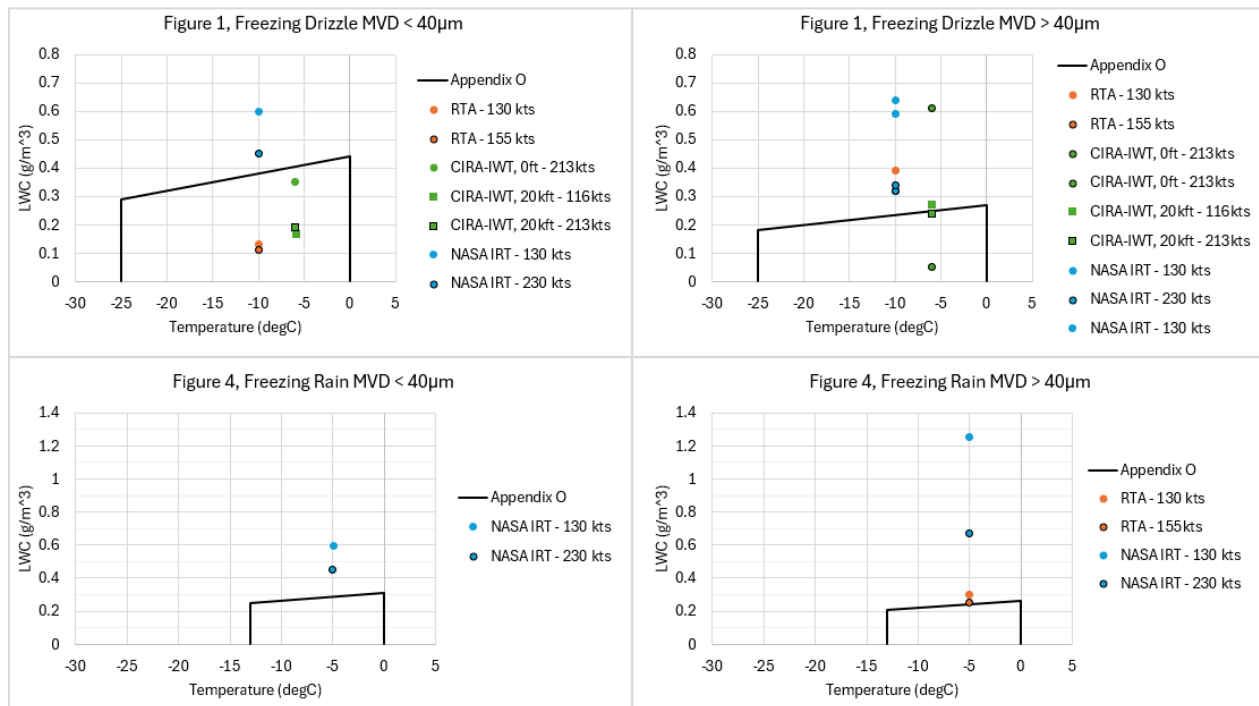 Figure 1, Freezing Drizzle MVD < 40µm
0.8
0.7
0.6
0.5
0.4
0.3
0.2
0.1
0
LWC (g/m^3)
-30 -25 -20 -15 -10 -5 0 5
Temperature (degC)
Appendix O
RTA - 130 kts
RTA - 155 kts
CIRA-IWT, 0ft - 213kts
CIRA-IWT, 20kft - 116kts
CIRA-IWT, 20kft - 213kts
NASA IRT - 130 kts
NASA IRT - 230 kts
Figure 1, Freezing Drizzle MVD > 40µm
0.8
0.7
0.6
0.5
0.4
0.3
0.2
0.1
0
LWC (g/m^3)
-30 -25 -20 -15 -10 -5 0 5
Temperature (degC)
Appendix O
RTA - 130 kts
RTA - 155 kts
CIRA-IWT, 0ft - 213kts
CIRA-IWT, 0ft - 213kts
CIRA-IWT, 20kft - 116kts
CIRA-IWT, 20kft - 213kts
NASA IRT - 130 kts
NASA IRT - 230 kts
NASA IRT - 130 kts
Figure 4, Freezing Rain MVD < 40µm
1.4
1.2
1
0.8
0.6
0.4
0.2
0
LWC (g/m^3)
-30 -25 -20 -15 -10 -5 0 5
Temperature (degC)
Appendix O
NASA IRT - 130 kts
NASA IRT - 230 kts
Figure 4, Freezing Rain MVD > 40µm
1.4
1.2
1
0.8
0.6
0.4
0.2
0
LWC (g/m^3)
-30 -25 -20 -15 -10 -5 0 5
Temperature (degC)
Appendix O
RTA - 130 kts
RTA - 155kts
NASA IRT - 130 kts
NASA IRT - 230 kts